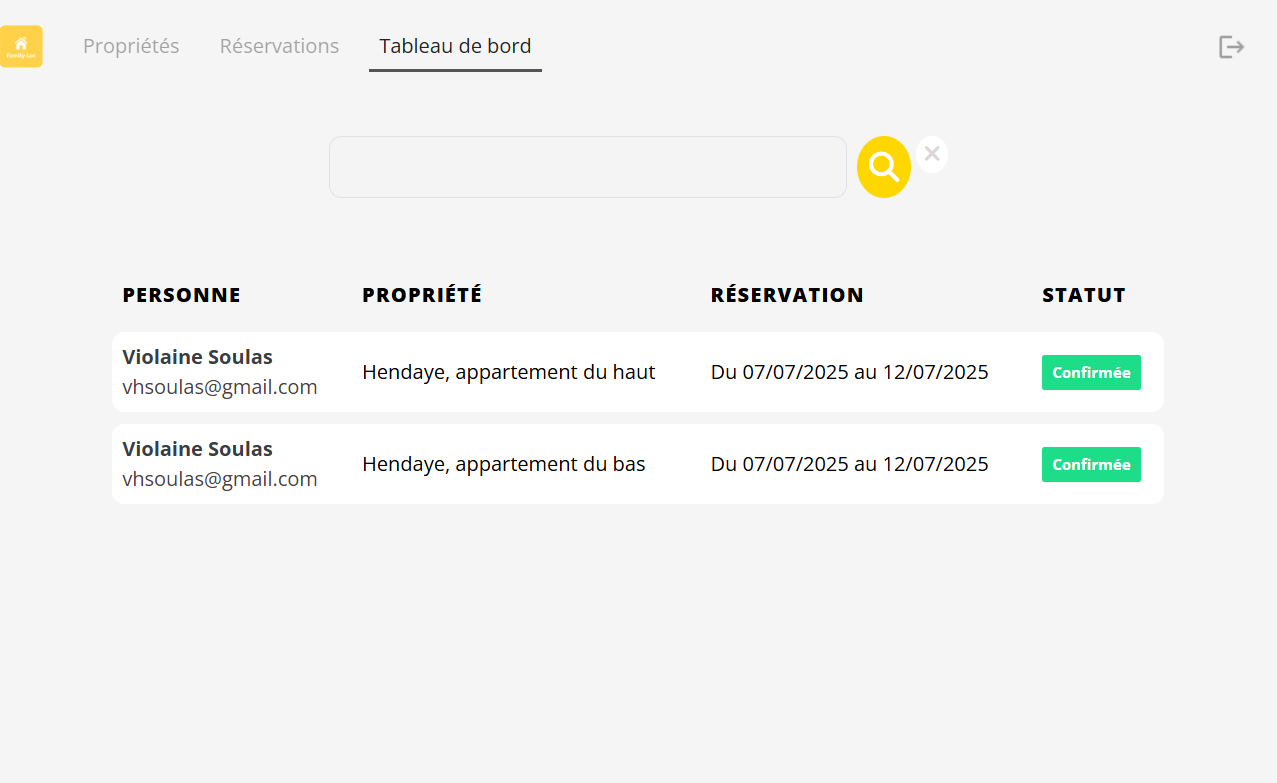 Propriétés Réservations Tableau de bord
PERSONNE PROPRIÉTÉ RÉSERVATION STATUT
Violaine Soulas
vhsoulas@gmail.com
Hendaye, appartement du haut Du 07/07/2025 au 12/07/2025 Confirmée
Violaine Soulas
vhsoulas@gmail.com
Hendaye, appartement du bas Du 07/07/2025 au 12/07/2025 Confirmée